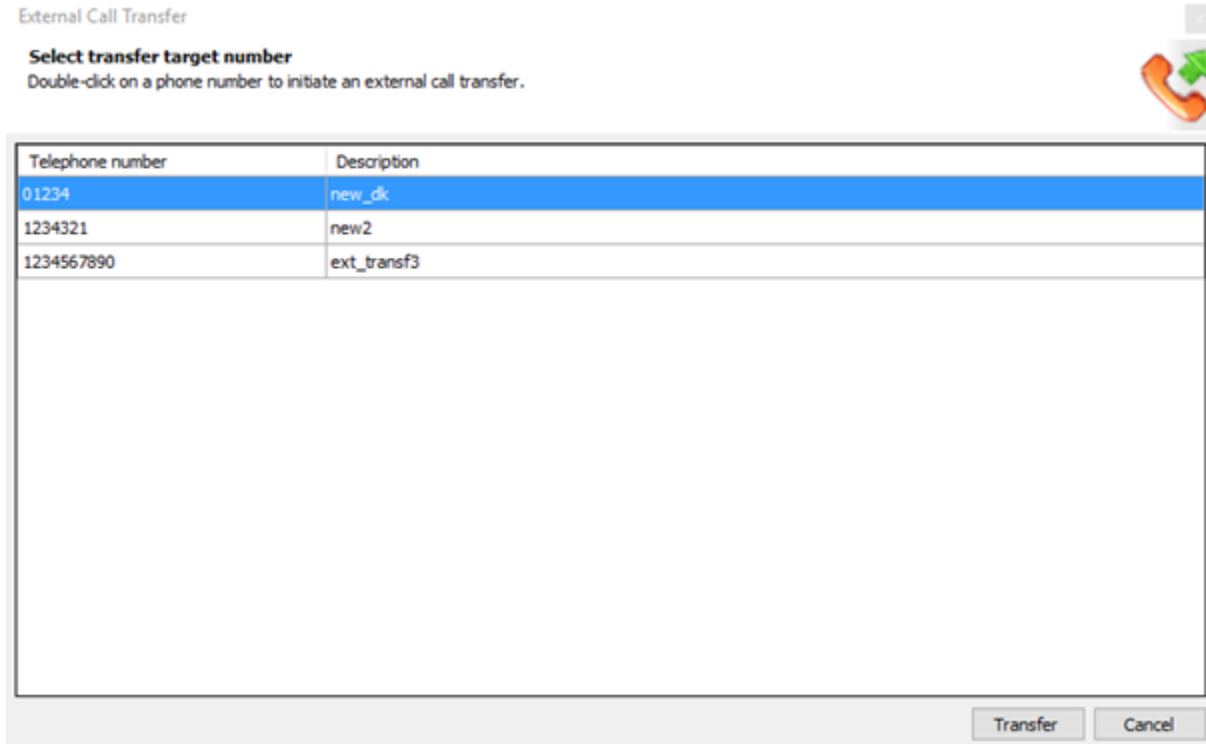 External Call Transfer
Select transfer target number
Double-click on a phone number to initiate an external call transfer.
Telephone number Description
01234 new_dk
1234321 new2
1234567890 ext_transf3
Transfer Cancel